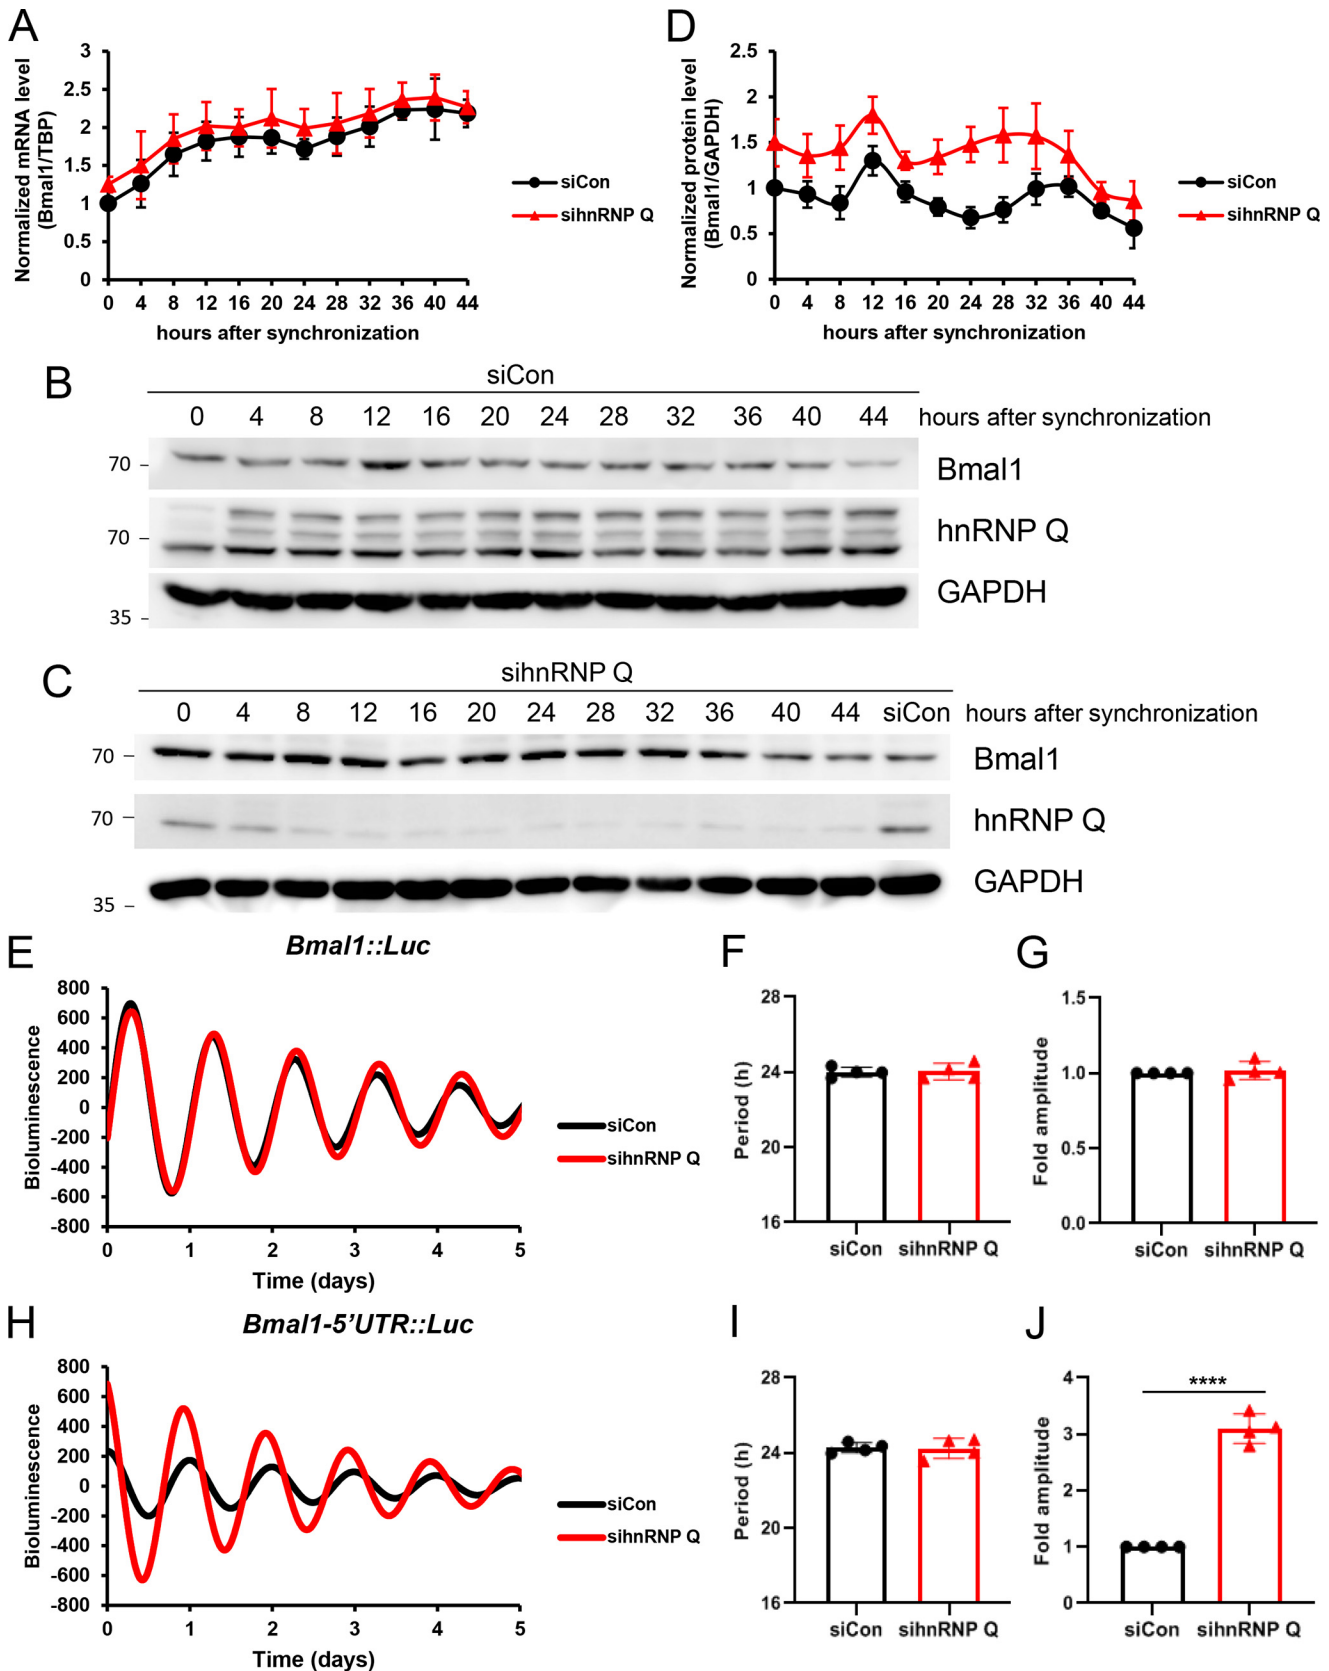 A
Normalized mRNA level
(Bmal1/TBP)
3
2.5
2
1.5
1
0.5
0
0 4 8 12 16 20 24 28 32 36 40 44
hours after synchronization
siCon
sihnRNP Q
D
Normalized protein level
(Bmal1/GAPDH)
2.5
2
1.5
1
0.5
0
0 4 8 12 16 20 24 28 32 36 40 44
hours after synchronization
siCon
sihnRNP Q
B
siCon
0 4 8 12 16 20 24 28 32 36 40 44 hours after synchronization
70
Bmal1
70
hnRNP Q
GAPDH
35
C
sihnRNP Q
0 4 8 12 16 20 24 28 32 36 40 44 siCon hours after synchronization
70
Bmal1
70
hnRNP Q
GAPDH
35
E
Bmal1::Luc
Bioluminescence
800
600
400
200
0
-200
-400
-600
-800
0 1 2 3 4 5
Time (days)
siCon
sihnRNP Q
F
Period (h)
28
24
20
16
siCon sihnRNP Q
G
Fold amplitude
1.5
1.0
0.5
0.0
siCon sihnRNP Q
H
Bmal1-5’UTR::Luc
Bioluminescence
800
600
400
200
0
-200
-400
-600
-800
0 1 2 3 4 5
Time (days)
siCon
sihnRNP Q
I
Period (h)
28
24
20
16
siCon sihnRNP Q
J
Fold amplitude
4
3
2
1
0
****
siCon sihnRNP Q